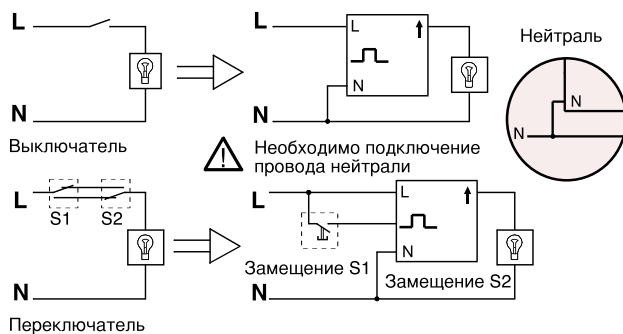 L
N
Выключатель
L
L
N
N
Нейтраль
N
N
Необходимо подключение
провода нейтрали
L
S1 S2
N
Переключатель
L
L
N
Замещение S1
Замещение S2
N